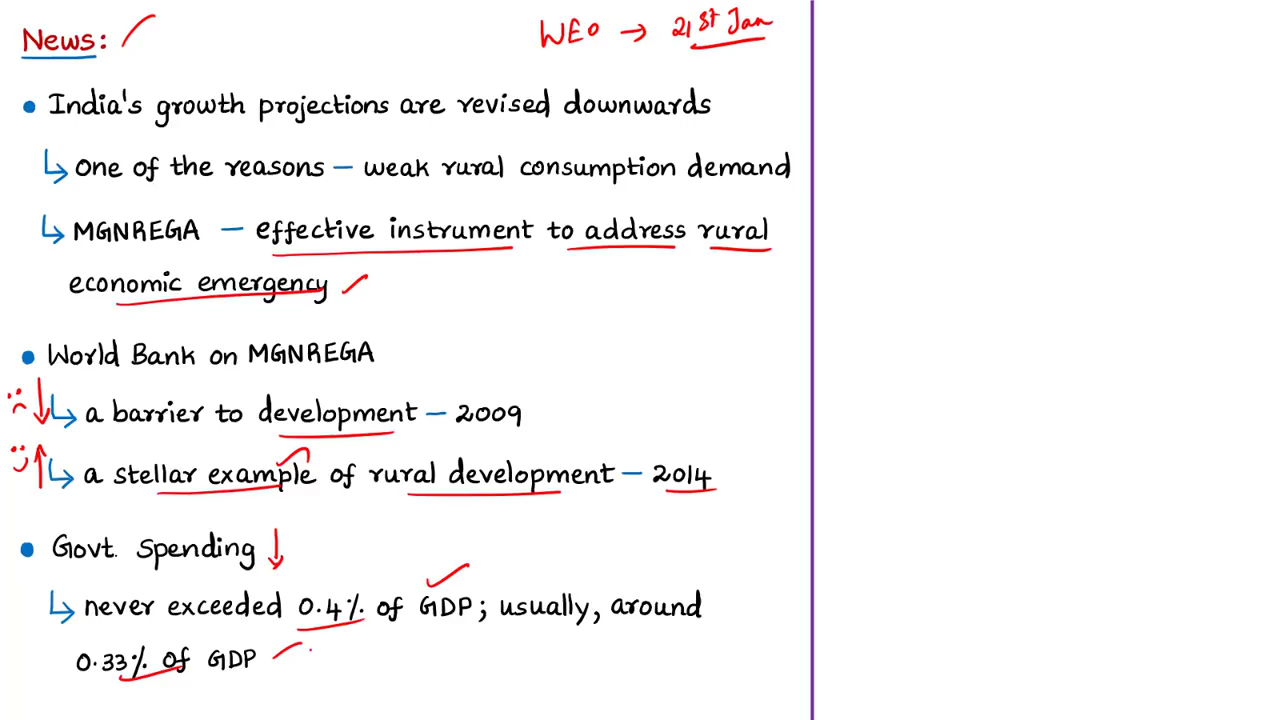 News:
WEO → 21st Jan
• India's growth projections are revised downwards
↳ One of the reasons – weak rural consumption demand
↳ MGNREGA – effective instrument to address rural
economic emergency
• World Bank on MGNREGA
↳ a barrier to development – 2009
↳ a stellar example of rural development – 2014
• Govt. Spending ↓
↳ never exceeded 0.4% of GDP; usually, around
0.33% of GDP